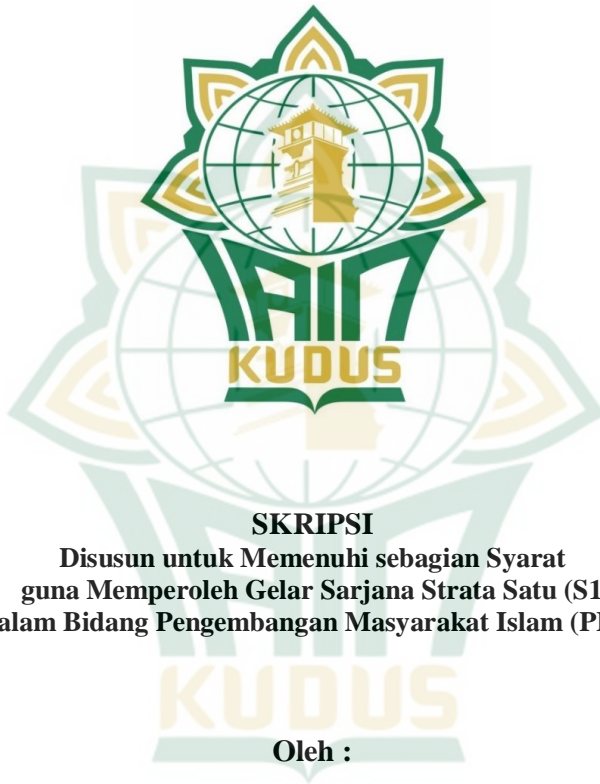 IAIN
KUDUS
SKRIPSI
Disusun untuk Memenuhi sebagian Syarat
guna Memperoleh Gelar Sarjana Strata Satu (S1
alam Bidang Pengembangan Masyarakat Islam (P
KUDUS
Oleh :